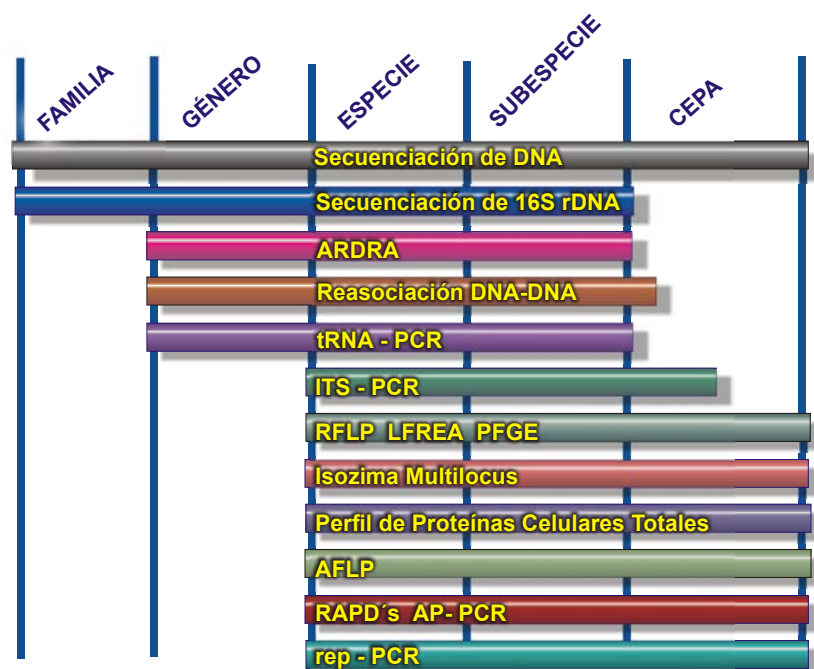 FAMILIA
GÉNERO
ESPECIE
SUBESPECIE
CEPA
Secuenciación de DNA
Secuenciación de 16S rDNA
ARDRA
Reasociación DNA-DNA
tRNA - PCR
ITS - PCR
RFLP LFREA PFGE
Isozima Multilocus
Perfil de Proteínas Celulares Totales
AFLP
RAPD´s AP- PCR
rep - PCR